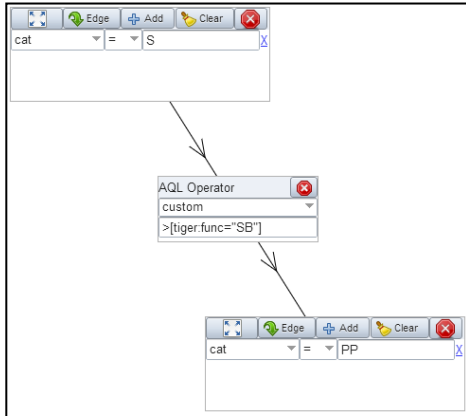 Edge Add Clear
cat = S X
AQL Operator
custom
>[tiger:func="SB"]
Edge Add Clear
cat = PP X